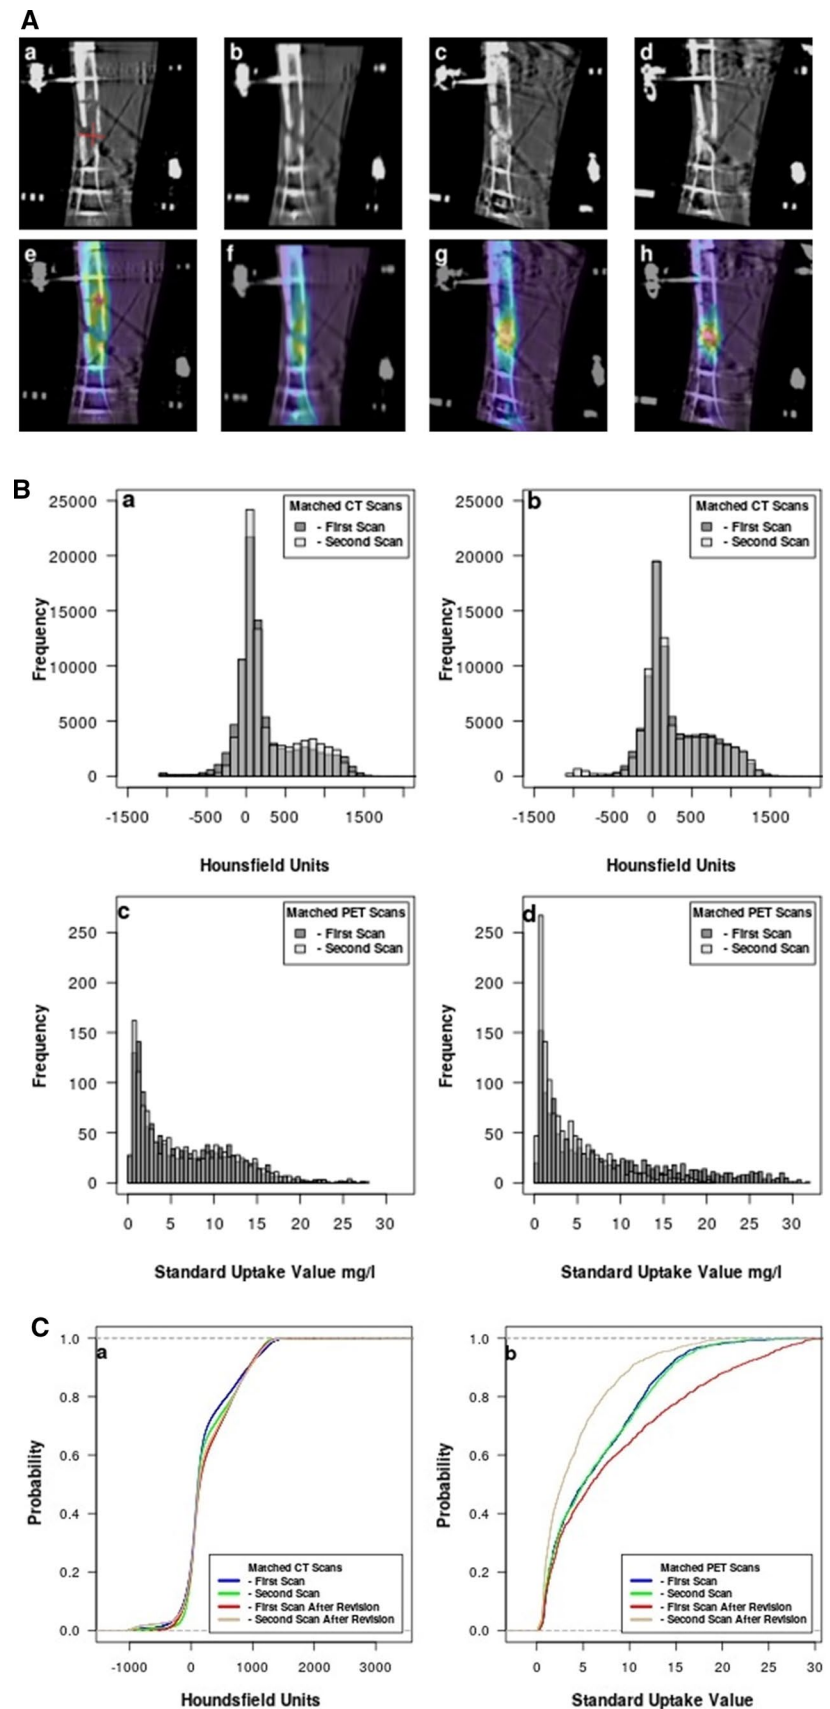 A
a
b
c
d
e
f
g
h
B
a
Matched CT Scans
- First Scan
- Second Scan
25000
20000
15000
10000
5000
0
Frequency
-1500
-500
0
500
1500
Hounsfield Units
b
Matched CT Scans
- First Scan
- Second Scan
25000
20000
15000
10000
5000
0
Frequency
-1500
-500
0
500
1500
Hounsfield Units
c
Matched PET Scans
- First Scan
- Second Scan
250
200
150
100
50
0
Frequency
0 5 10 15 20 25 30
Standard Uptake Value mg/l
d
Matched PET Scans
- First Scan
- Second Scan
250
200
150
100
50
0
Frequency
0 5 10 15 20 25 30
Standard Uptake Value mg/l
C
a
1.0
0.8
0.6
0.4
0.2
0.0
Probability
Matched CT Scans
- First Scan
- Second Scan
- First Scan After Revision
- Second Scan After Revision
-1000 0 1000 2000 3000
Houndsfield Units
b
1.0
0.8
0.6
0.4
0.2
0.0
Probability
Matched PET Scans
- First Scan
- Second Scan
- First Scan After Revision
- Second Scan After Revision
0 5 10 15 20 25 30
Standard Uptake Value